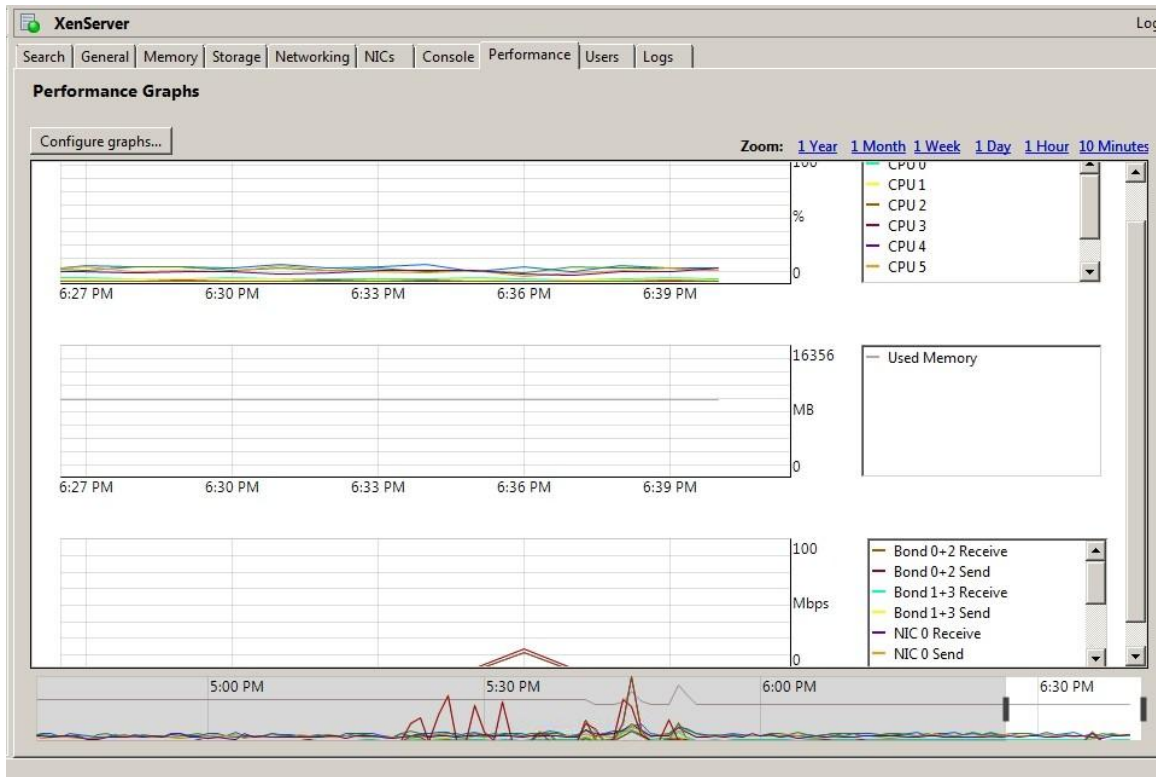 XenServer
Log
Search General Memory Storage Networking NICs Console Performance Users Logs
Performance Graphs
Configure graphs...
Zoom: 1 Year 1 Month 1 Week 1 Day 1 Hour 10 Minutes
100
%
0
6:27 PM 6:30 PM 6:33 PM 6:36 PM 6:39 PM
CPU 0
CPU 1
CPU 2
CPU 3
CPU 4
CPU 5
16356
MB
0
6:27 PM 6:30 PM 6:33 PM 6:36 PM 6:39 PM
Used Memory
100
Mbps
0
Bond 0+2 Receive
Bond 0+2 Send
Bond 1+3 Receive
Bond 1+3 Send
NIC 0 Receive
NIC 0 Send
5:00 PM 5:30 PM 6:00 PM 6:30 PM